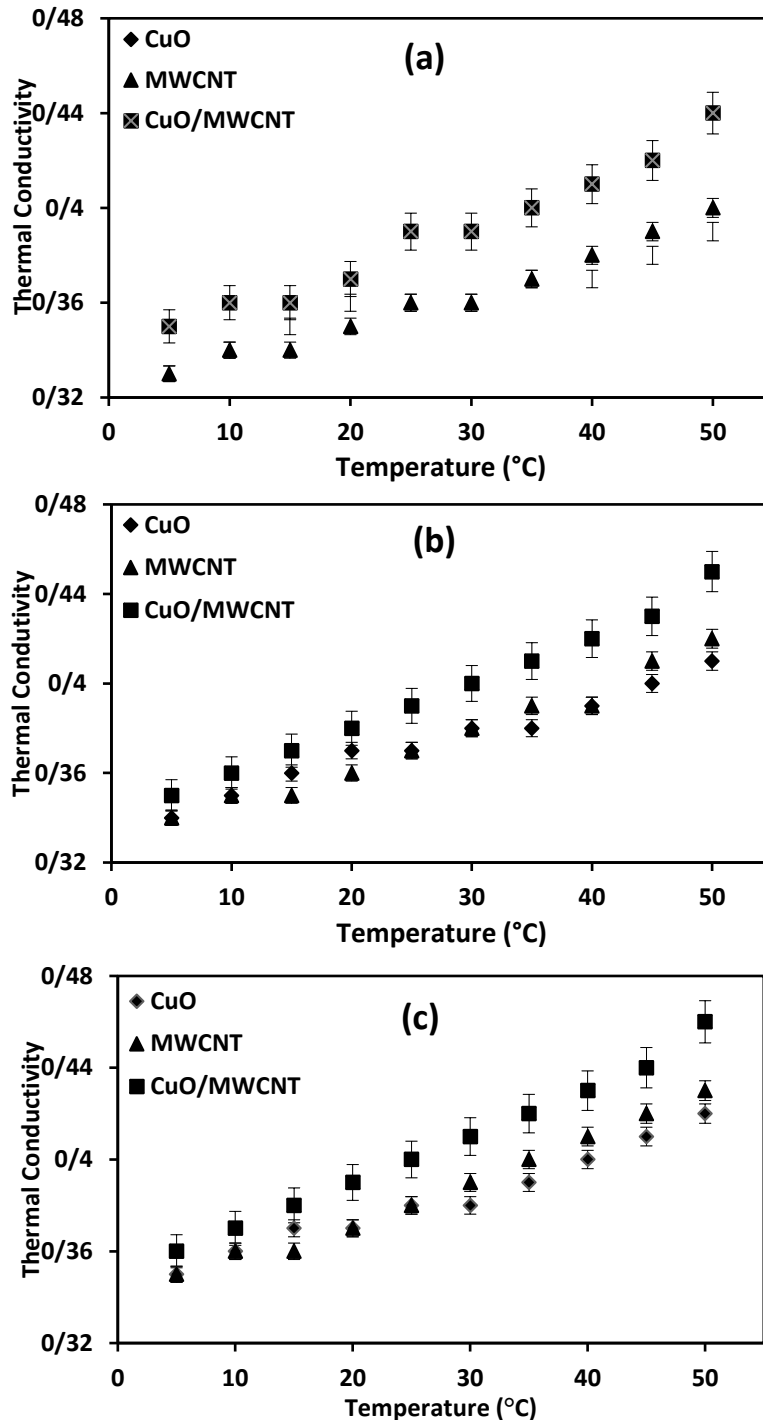 0/48
CuO
(a)
MWCNT
0/44
CuO/MWCNT
0/4
0/36
0/32
Thermal Conductivity
0 10 20 30 40 50
Temperature (°C)
0/48
CuO
(b)
MWCNT
0/44
CuO/MWCNT
0/4
0/36
0/32
Thermal Condutivity
0 10 20 30 40 50
Temperature (°C)
0/48
CuO
(c)
MWCNT
0/44
CuO/MWCNT
0/4
0/36
0/32
Thermal Conductivity
0 10 20 30 40 50
Temperature (°C)